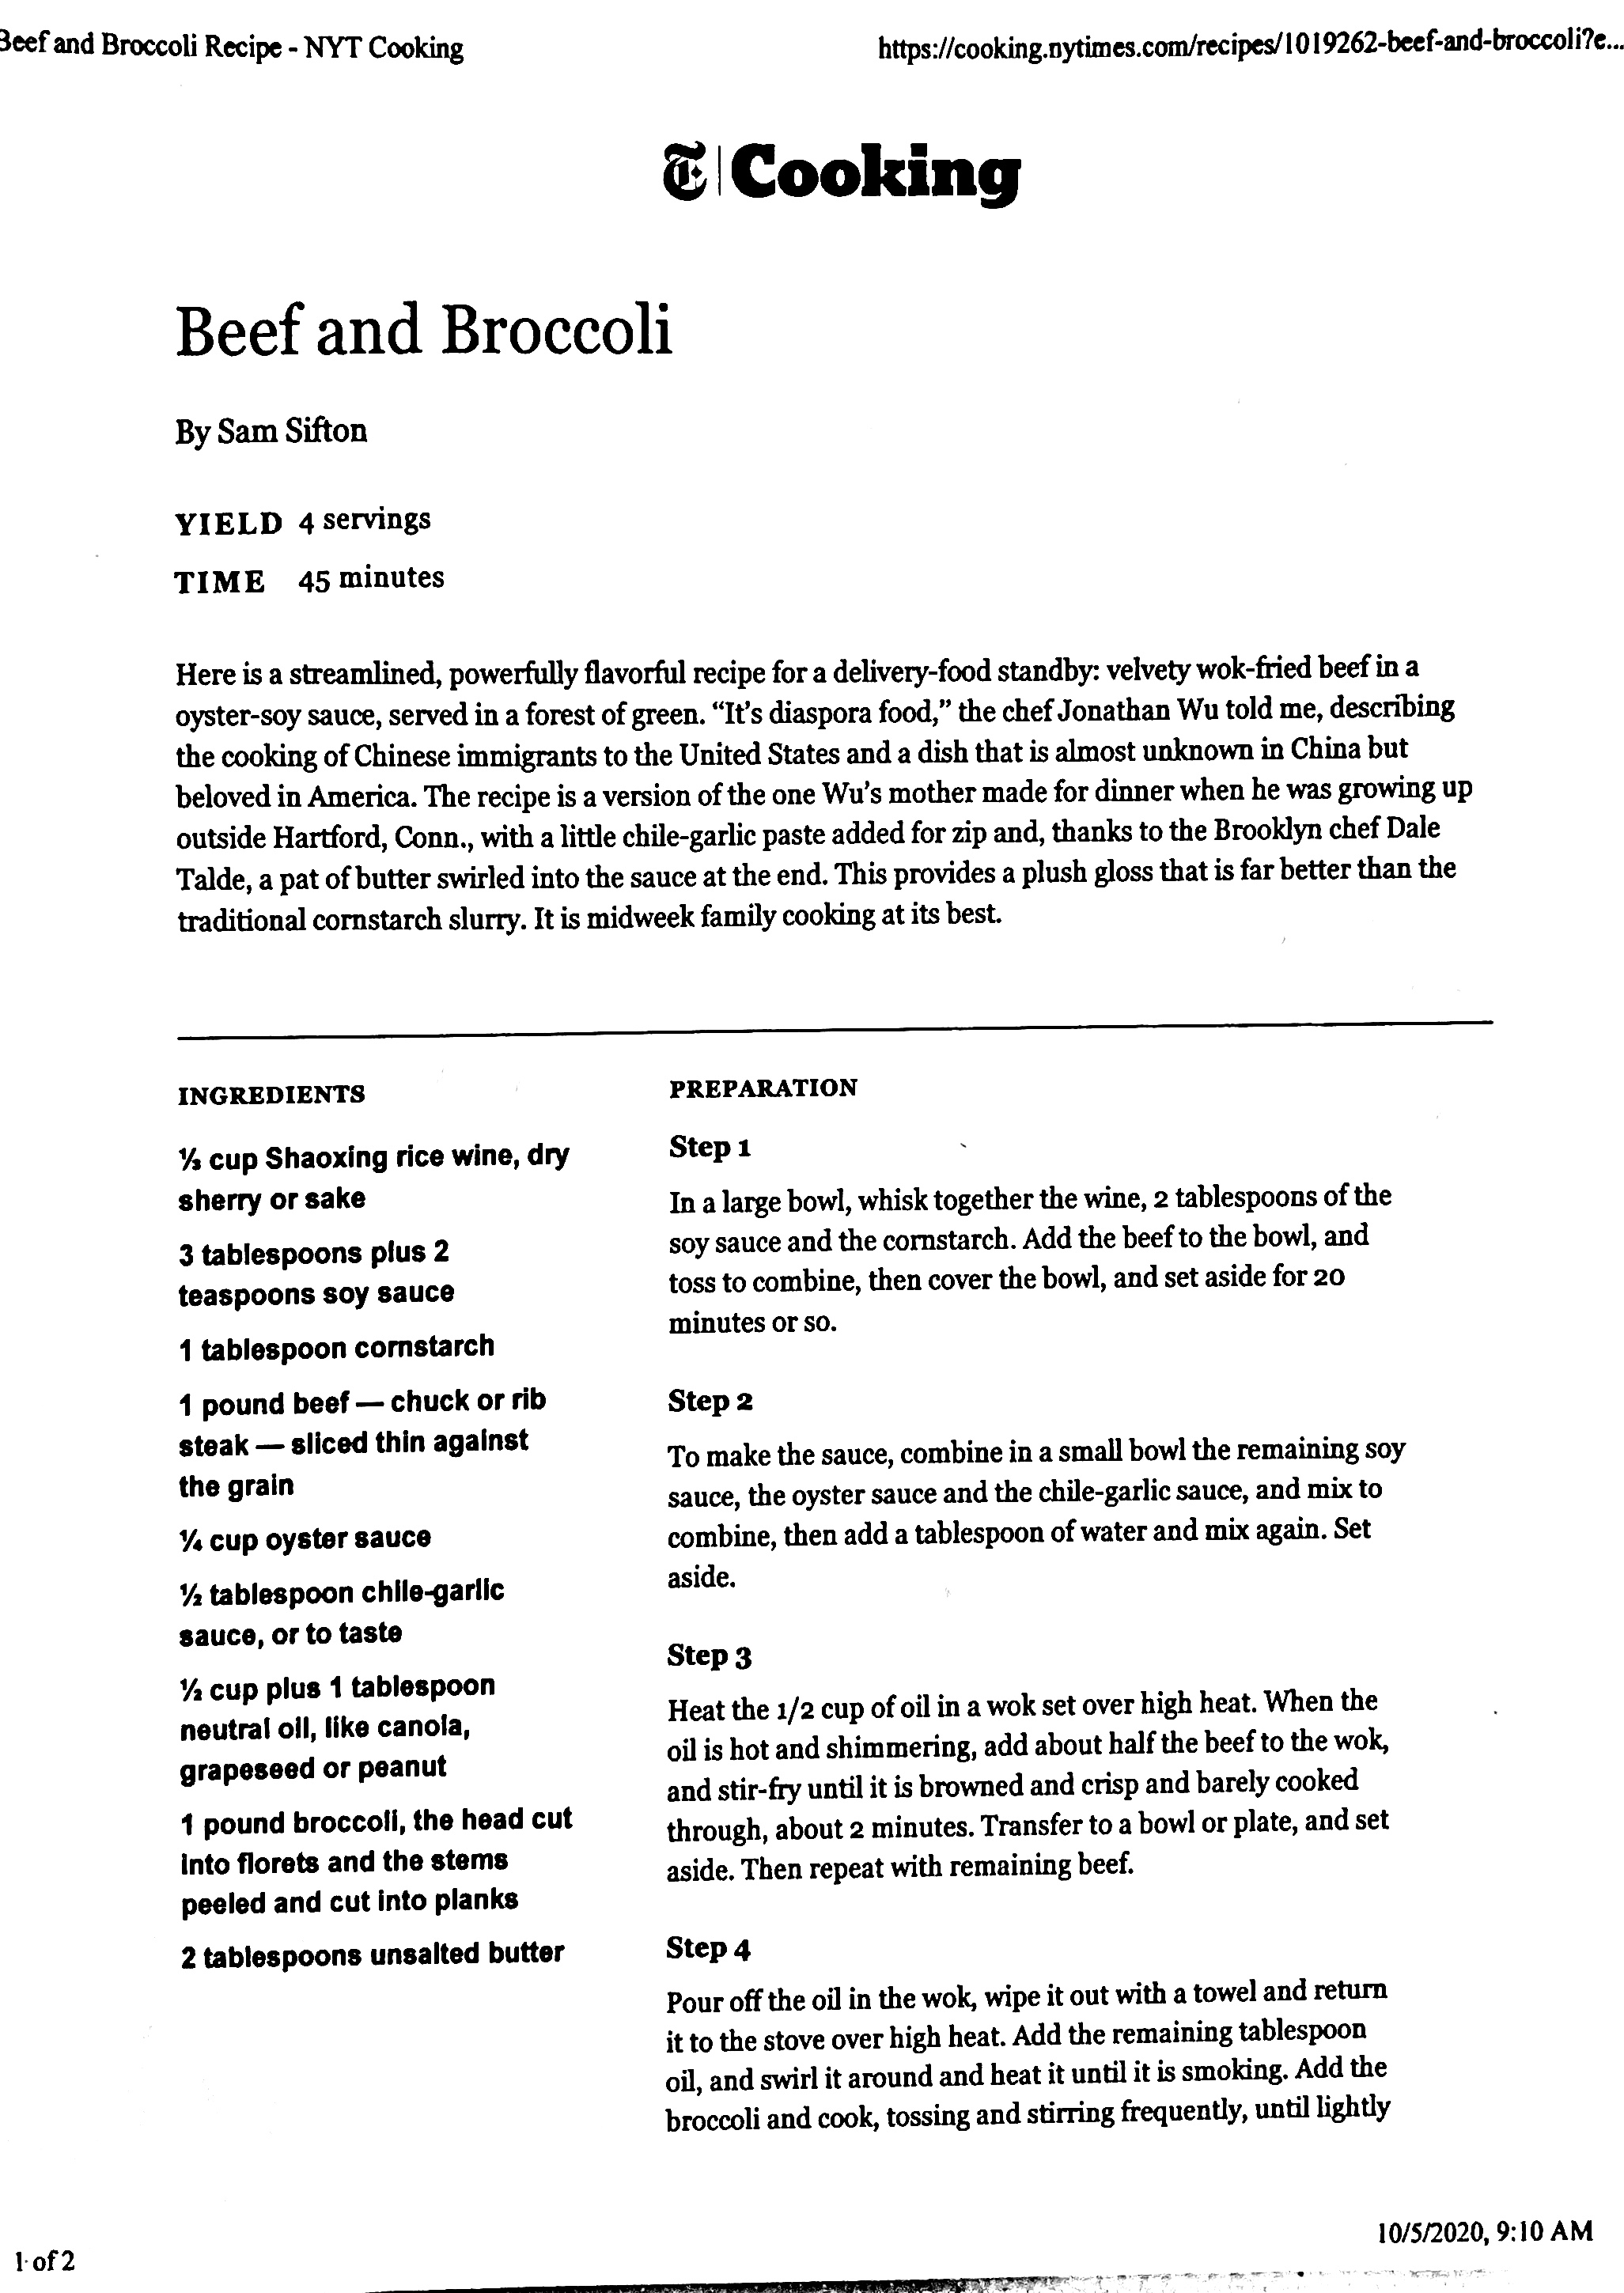 Beef and Broccoli Recipe - NYT Cooking
https://cooking.nytimes.com/recipes/1019262-beef-and-broccoli?e...
T Cooking
Beef and Broccoli
By Sam Sifton
YIELD 4 servings
TIME 45 minutes
Here is a streamlined, powerfully flavorful recipe for a delivery-food standby: velvety wok-fried beef in a
oyster-soy sauce, served in a forest of green. “It’s diaspora food,” the chef Jonathan Wu told me, describing
the cooking of Chinese immigrants to the United States and a dish that is almost unknown in China but
beloved in America. The recipe is a version of the one Wu’s mother made for dinner when he was growing up
outside Hartford, Conn., with a little chile-garlic paste added for zip and, thanks to the Brooklyn chef Dale
Talde, a pat of butter swirled into the sauce at the end. This provides a plush gloss that is far better than the
traditional cornstarch slurry. It is midweek family cooking at its best.
INGREDIENTS
⅓ cup Shaoxing rice wine, dry
sherry or sake
3 tablespoons plus 2
teaspoons soy sauce
1 tablespoon cornstarch
1 pound beef — chuck or rib
steak — sliced thin against
the grain
¼ cup oyster sauce
½ tablespoon chile-garlic
sauce, or to taste
½ cup plus 1 tablespoon
neutral oil, like canola,
grapeseed or peanut
1 pound broccoli, the head cut
into florets and the stems
peeled and cut into planks
2 tablespoons unsalted butter
PREPARATION
Step 1
In a large bowl, whisk together the wine, 2 tablespoons of the
soy sauce and the cornstarch. Add the beef to the bowl, and
toss to combine, then cover the bowl, and set aside for 20
minutes or so.
Step 2
To make the sauce, combine in a small bowl the remaining soy
sauce, the oyster sauce and the chile-garlic sauce, and mix to
combine, then add a tablespoon of water and mix again. Set
aside.
Step 3
Heat the 1/2 cup of oil in a wok set over high heat. When the
oil is hot and shimmering, add about half the beef to the wok,
and stir-fry until it is browned and crisp and barely cooked
through, about 2 minutes. Transfer to a bowl or plate, and set
aside. Then repeat with remaining beef.
Step 4
Pour off the oil in the wok, wipe it out with a towel and return
it to the stove over high heat. Add the remaining tablespoon
oil, and swirl it around and heat it until it is smoking. Add the
broccoli and cook, tossing and stirring frequently, until lightly
1 of 2
10/5/2020, 9:10 AM